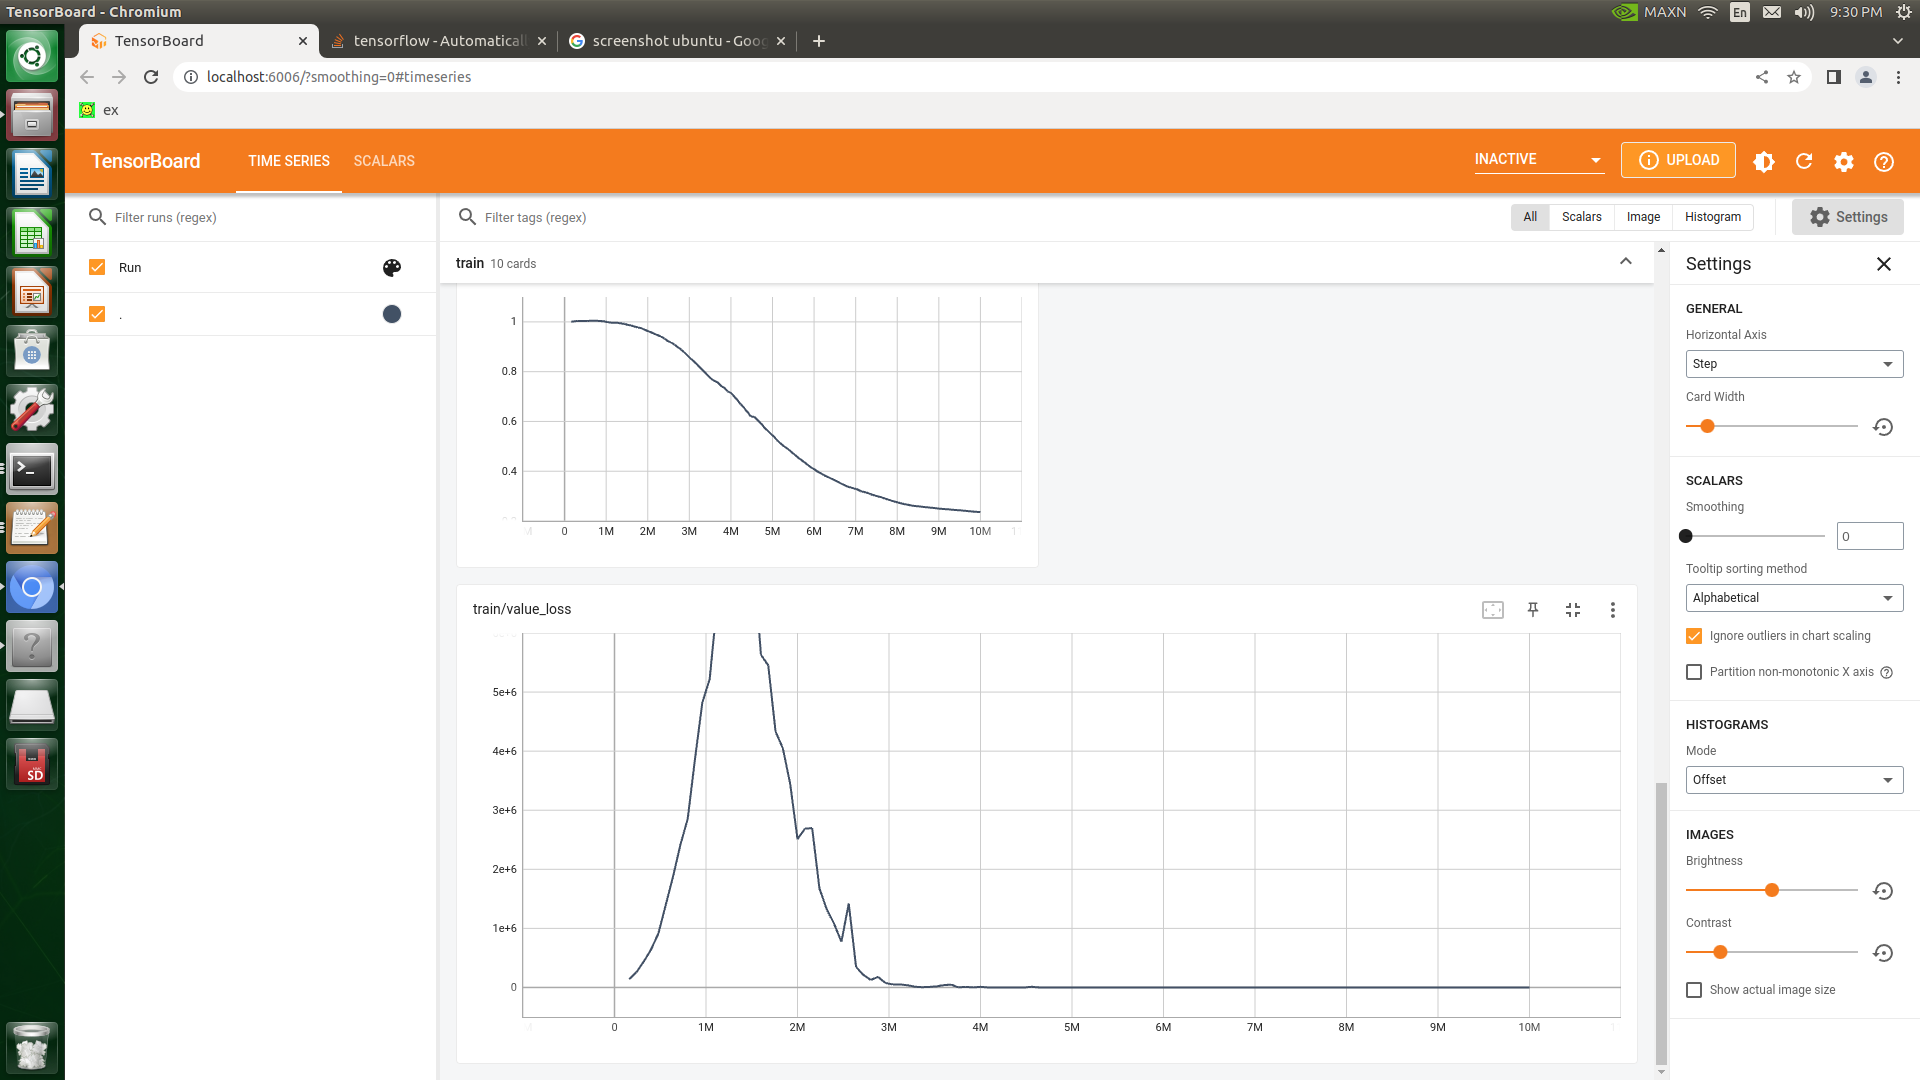 TensorBoard - Chromium
MAXN
En
9:30 PM
TensorBoard
tensorflow - Automaticall
screenshot ubuntu - Goog
localhost:6006/?smoothing=0#timeseries
ex
TensorBoard
TIME SERIES
SCALARS
INACTIVE
UPLOAD
Filter runs (regex)
Filter tags (regex)
All
Scalars
Image
Histogram
Settings
Run
.
train 10 cards
1
0.8
0.6
0.4
0 1M 2M 3M 4M 5M 6M 7M 8M 9M 10M
train/value_loss
5e+6
4e+6
3e+6
2e+6
1e+6
0
0 1M 2M 3M 4M 5M 6M 7M 8M 9M 10M
Settings
GENERAL
Horizontal Axis
Step
Card Width
SCALARS
Smoothing
0
Tooltip sorting method
Alphabetical
Ignore outliers in chart scaling
Partition non-monotonic X axis
HISTOGRAMS
Mode
Offset
IMAGES
Brightness
Contrast
Show actual image size
SD